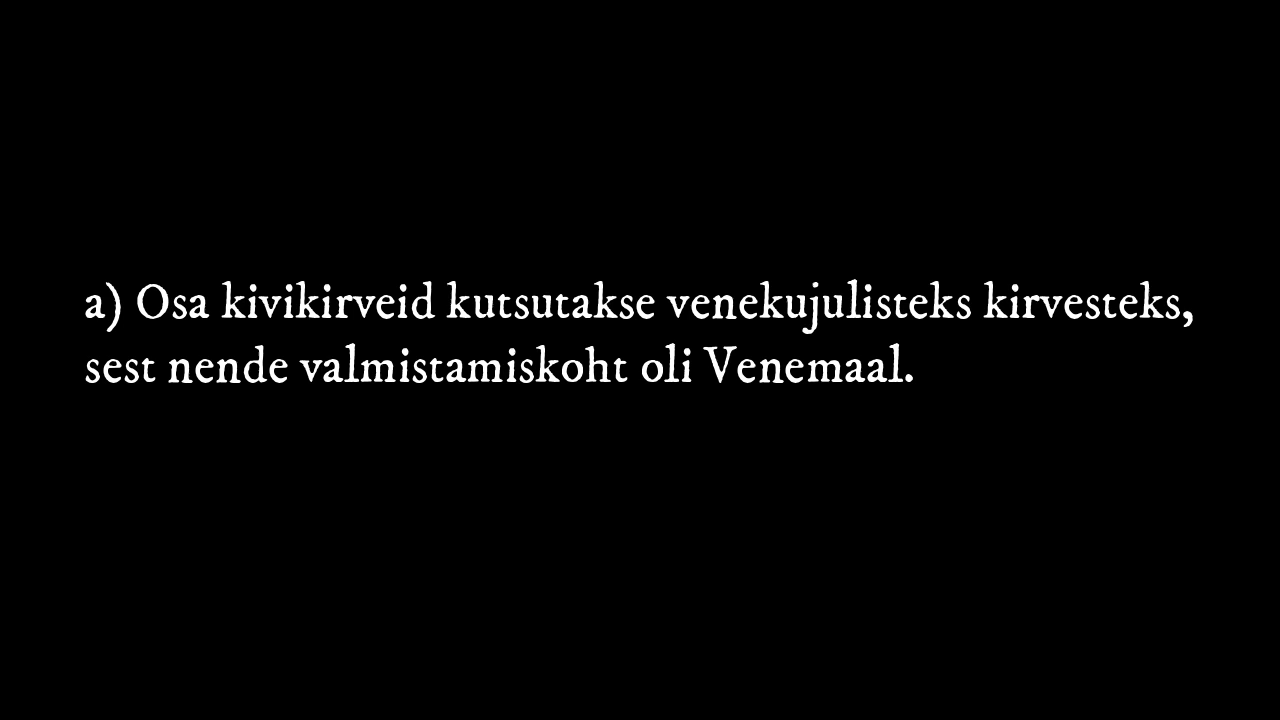 a) Osa kivikirveid kutsutakse venekujulisteks kirvesteks,
sest nende valmistamiskoht oli Venemaal.